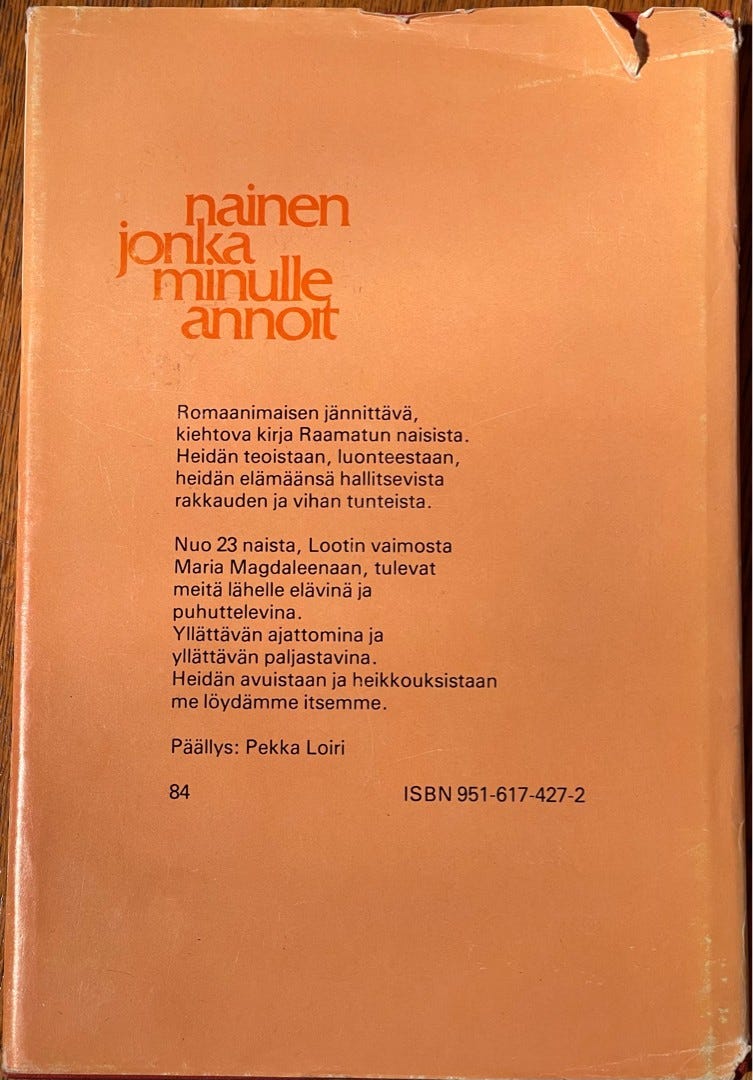 nainen
jonka
minulle
annoit
Romaanimaisen jännittävä,
kiehtova kirja Raamatun naisista.
Heidän teoistaan, luonteestaan,
heidän elämäänsä hallitsevista
rakkauden ja vihan tunteista.
Nuo 23 naista, Lootin vaimosta
Maria Magdaleenaan, tulevat
meitä lähelle elävinä ja
puhuttelevina.
Yllättävän ajattomina ja
yllättävän paljastavina.
Heidän avuistaan ja heikkouksistaan
me löydämme itsemme.
Päällys: Pekka Loiri
84 ISBN 951-617-427-2